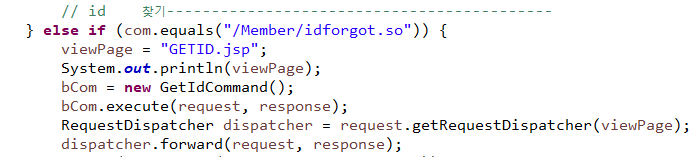 // id 찾기-------------------------------------------
} else if (com.equals("/Member/idforgot.so")) {
viewPage = "GETID.jsp";
System.out.println(viewPage);
bCom = new GetIdCommand();
bCom.execute(request, response);
RequestDispatcher dispatcher = request.getRequestDispatcher(viewPage);
dispatcher.forward(request, response);